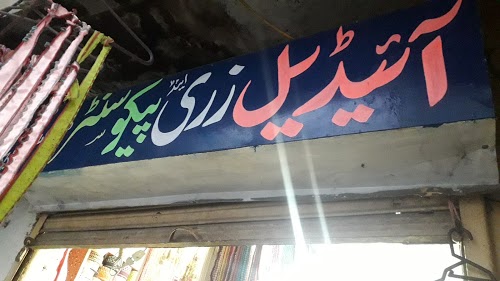 آئیڈیل زری اینڈ پیکو سنٹر